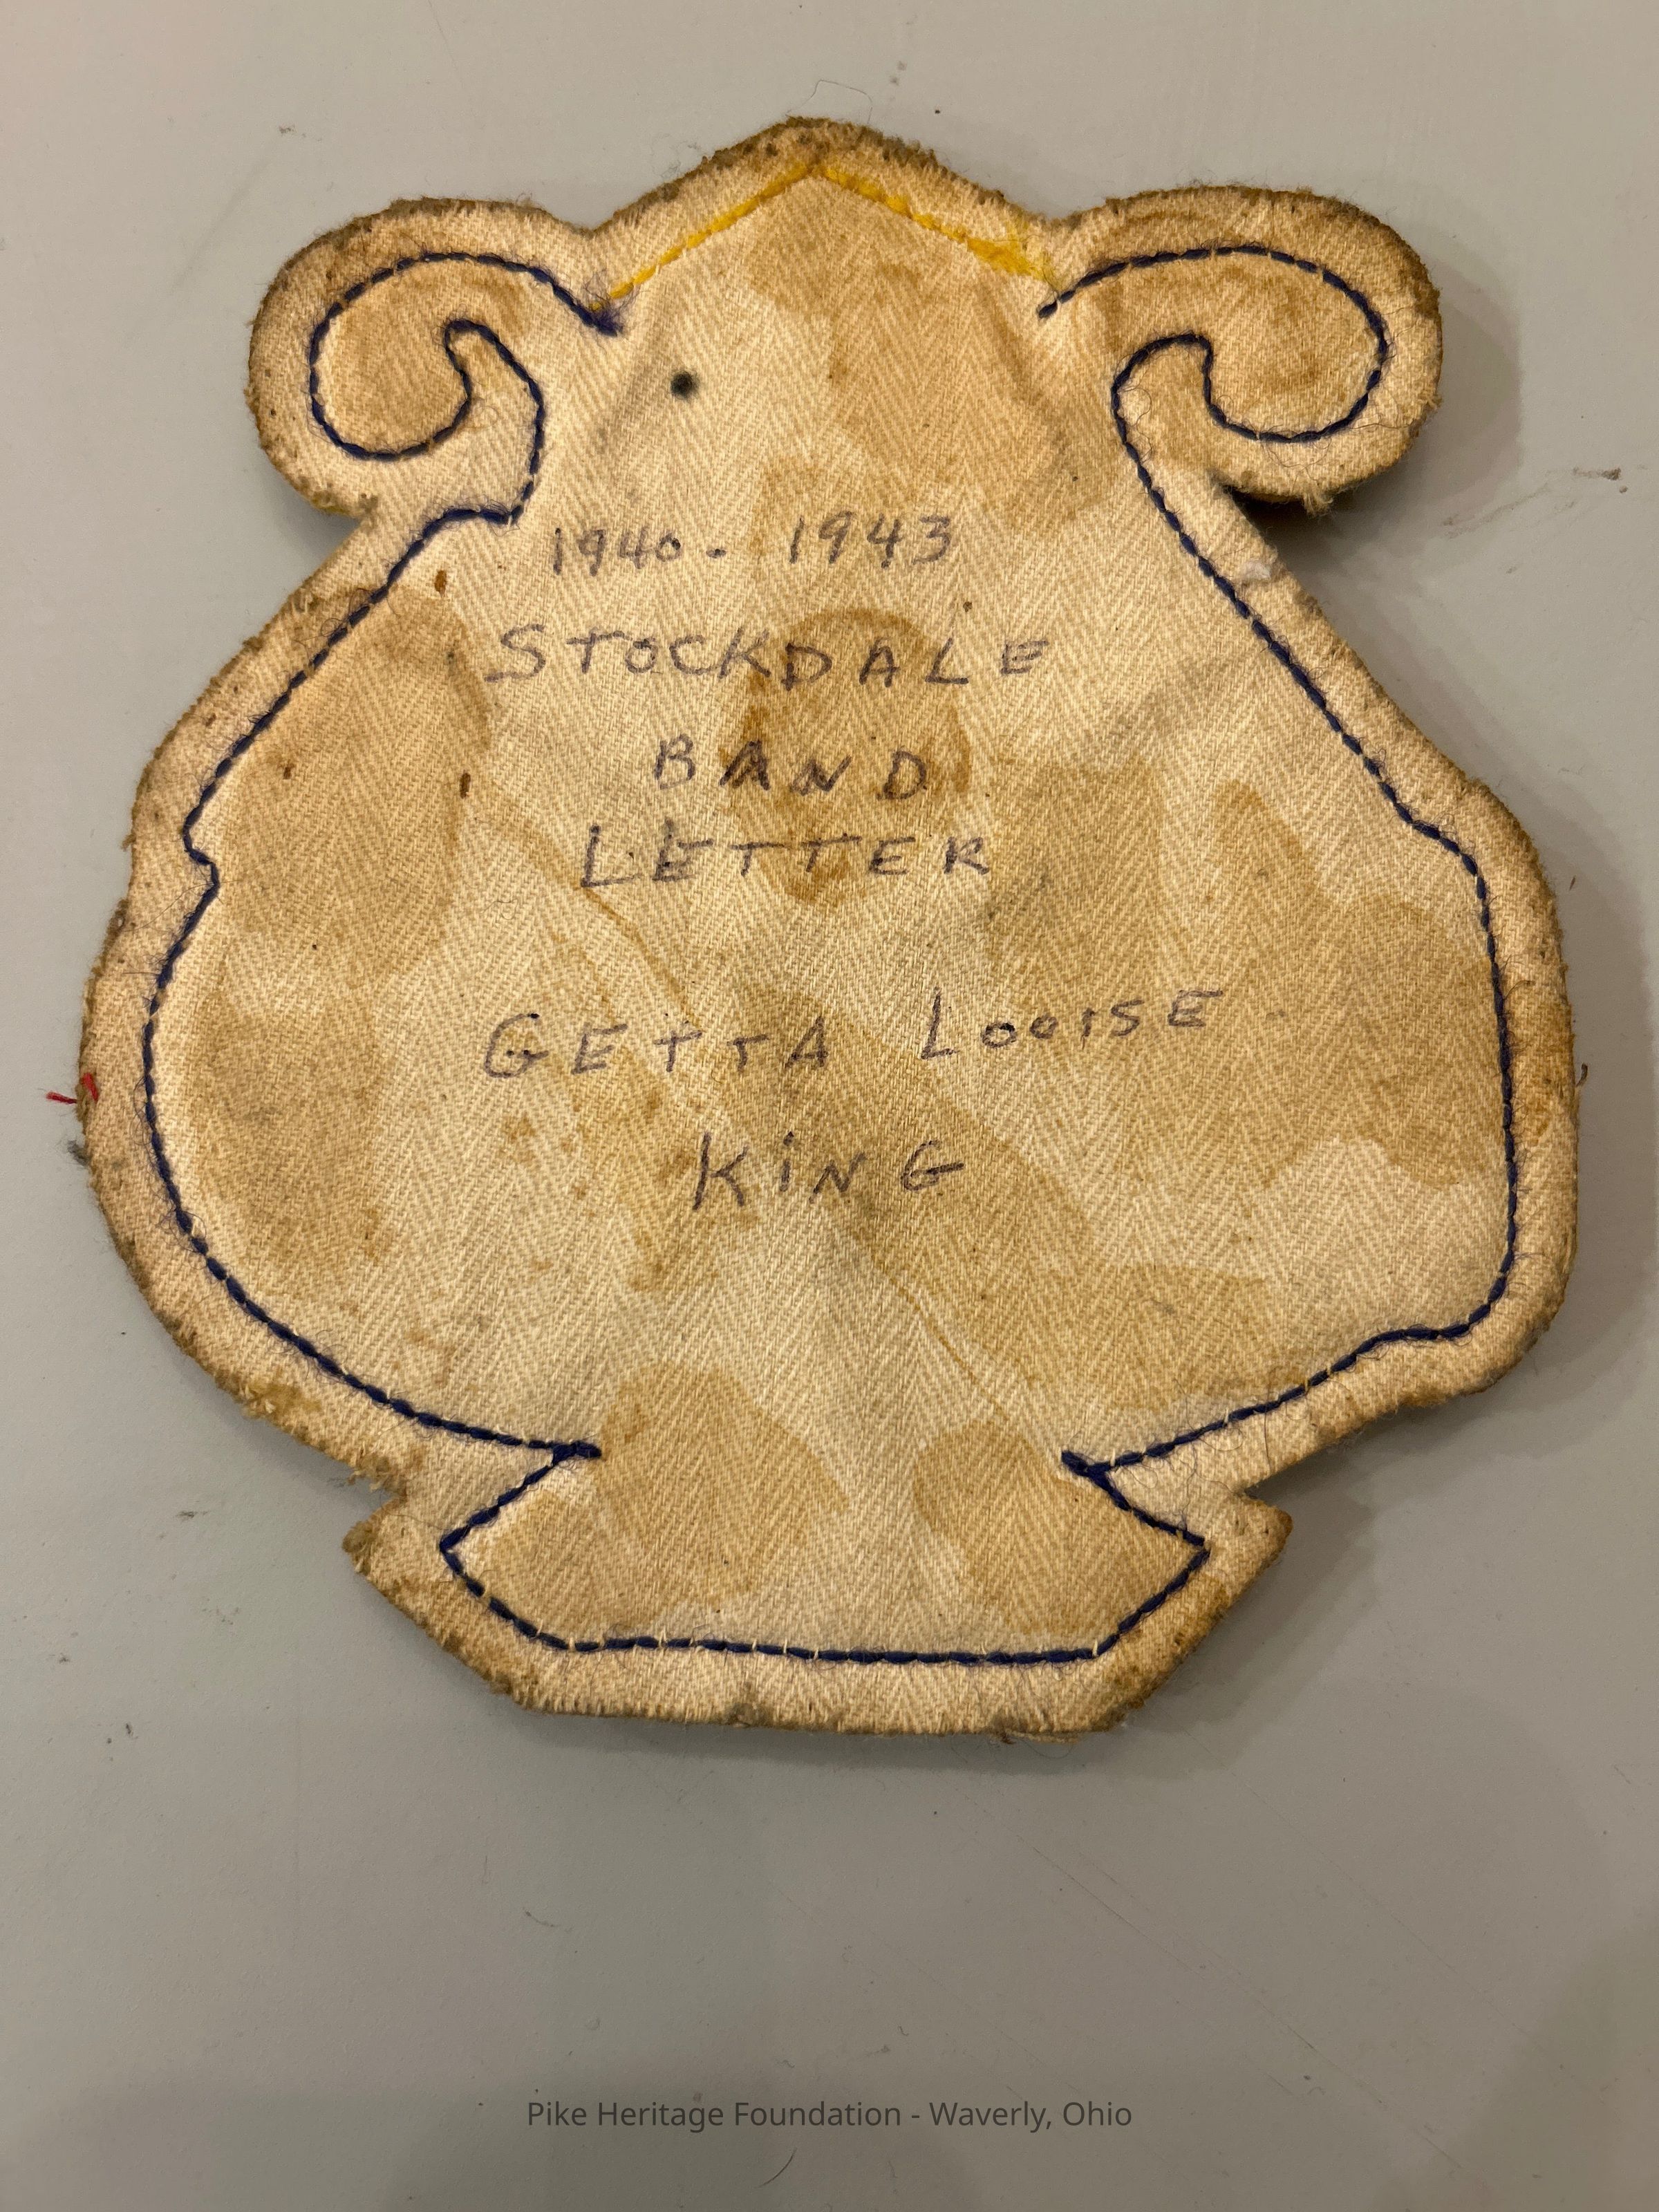 1940 - 1943
STOCKDALE
BAND
LETTER
GETTA LOUISE
KING
Pike Heritage Foundation - Waverly, Ohio